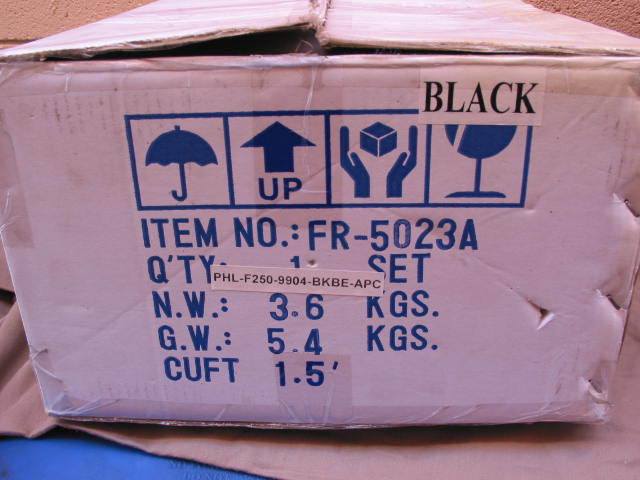 BLACK
UP
ITEM NO.: FR-5023A
Q'TY: 1 SET
PHL-F250-9904-BKBE-APC
N.W.: 3.6 KGS.
G.W.: 5.4 KGS.
CUFT 1.5'